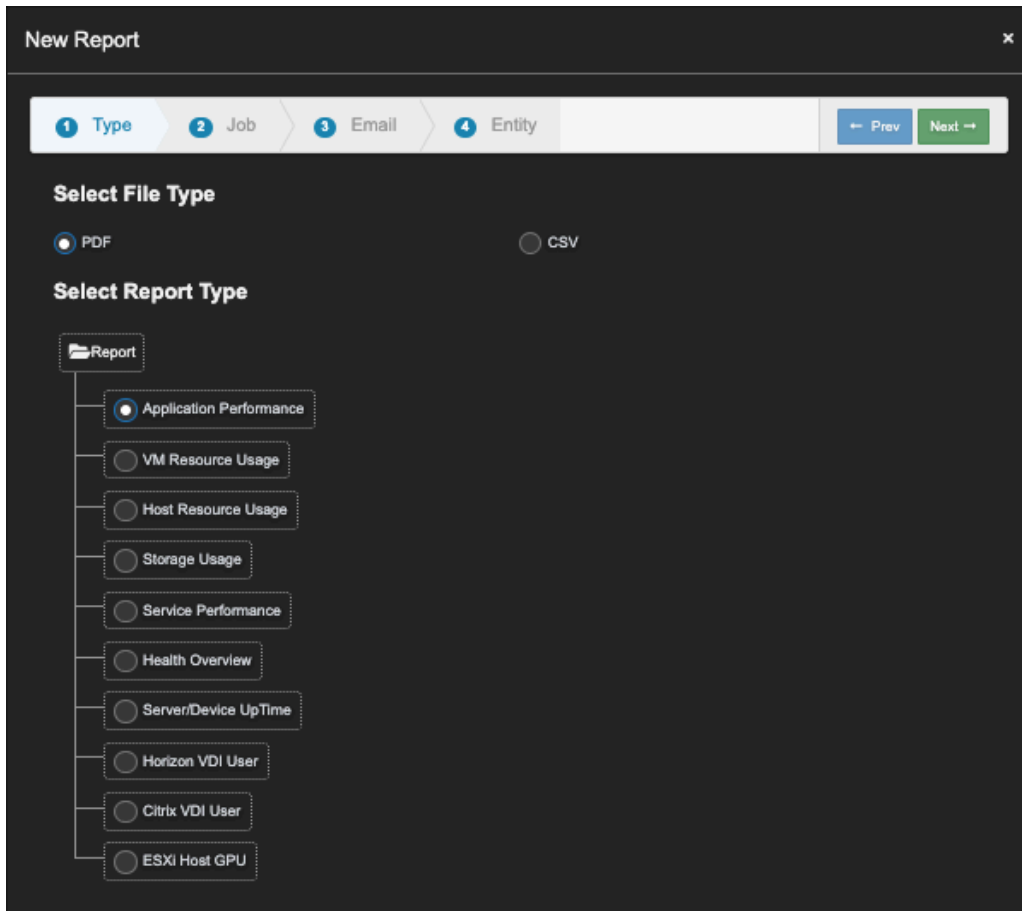 New Report ×
1 Type 2 Job 3 Email 4 Entity ← Prev Next →
Select File Type
PDF CSV
Select Report Type
Report
Application Performance
VM Resource Usage
Host Resource Usage
Storage Usage
Service Performance
Health Overview
Server/Device UpTime
Horizon VDI User
Citrix VDI User
ESXi Host GPU